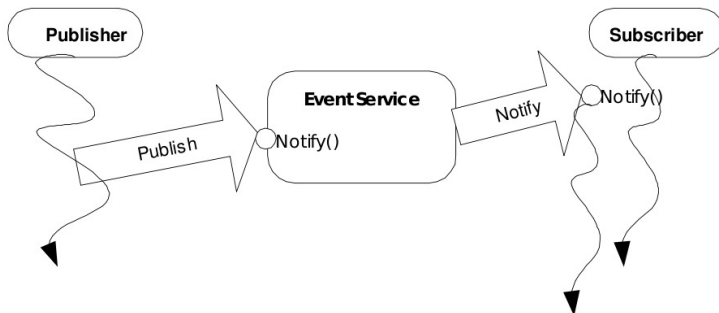 Publisher
Subscriber
EventService
Notify()
Notify
Publish
Notify()